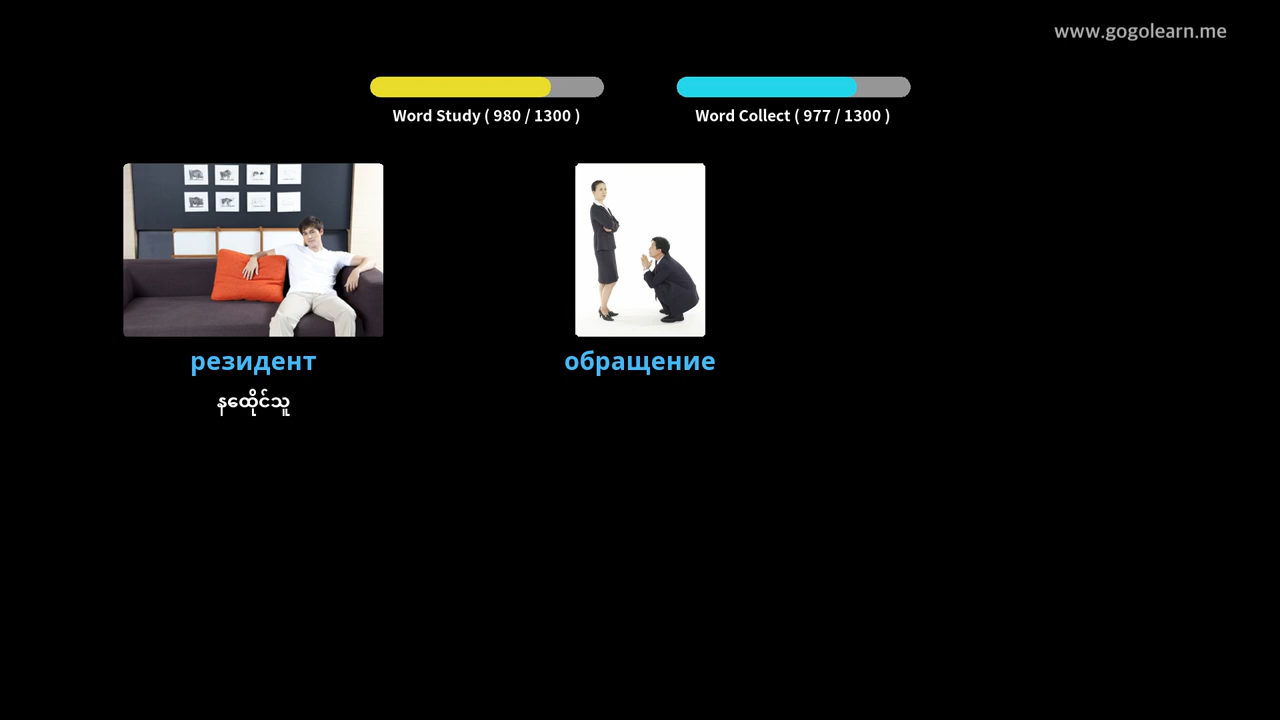 www.gogolearn.me
Word Study ( 980 / 1300 )
Word Collect ( 977 / 1300 )
резидент
обращение
နေထိုင်သူ